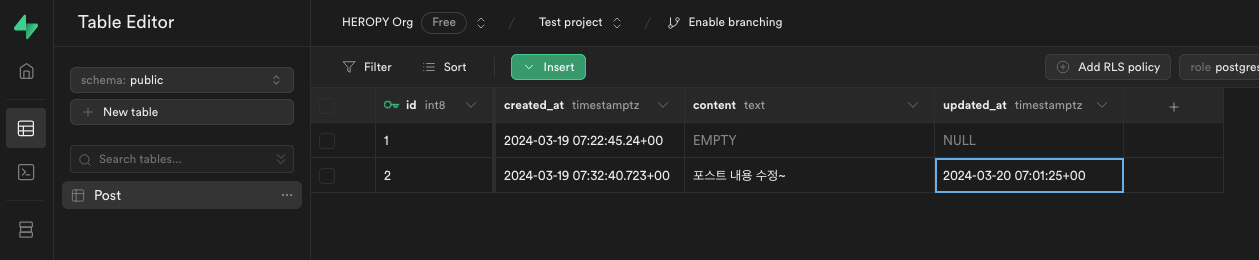 Table Editor
HEROPY Org Free / Test project / Enable branching
schema: public
New table
Search tables...
Post
Filter Sort Insert Add RLS policy role postgres
id int8 created_at timestamptz content text updated_at timestamptz
1 2024-03-19 07:22:45.24+00 EMPTY NULL
2 2024-03-19 07:32:40.723+00 포스트 내용 수정~ 2024-03-20 07:01:25+00